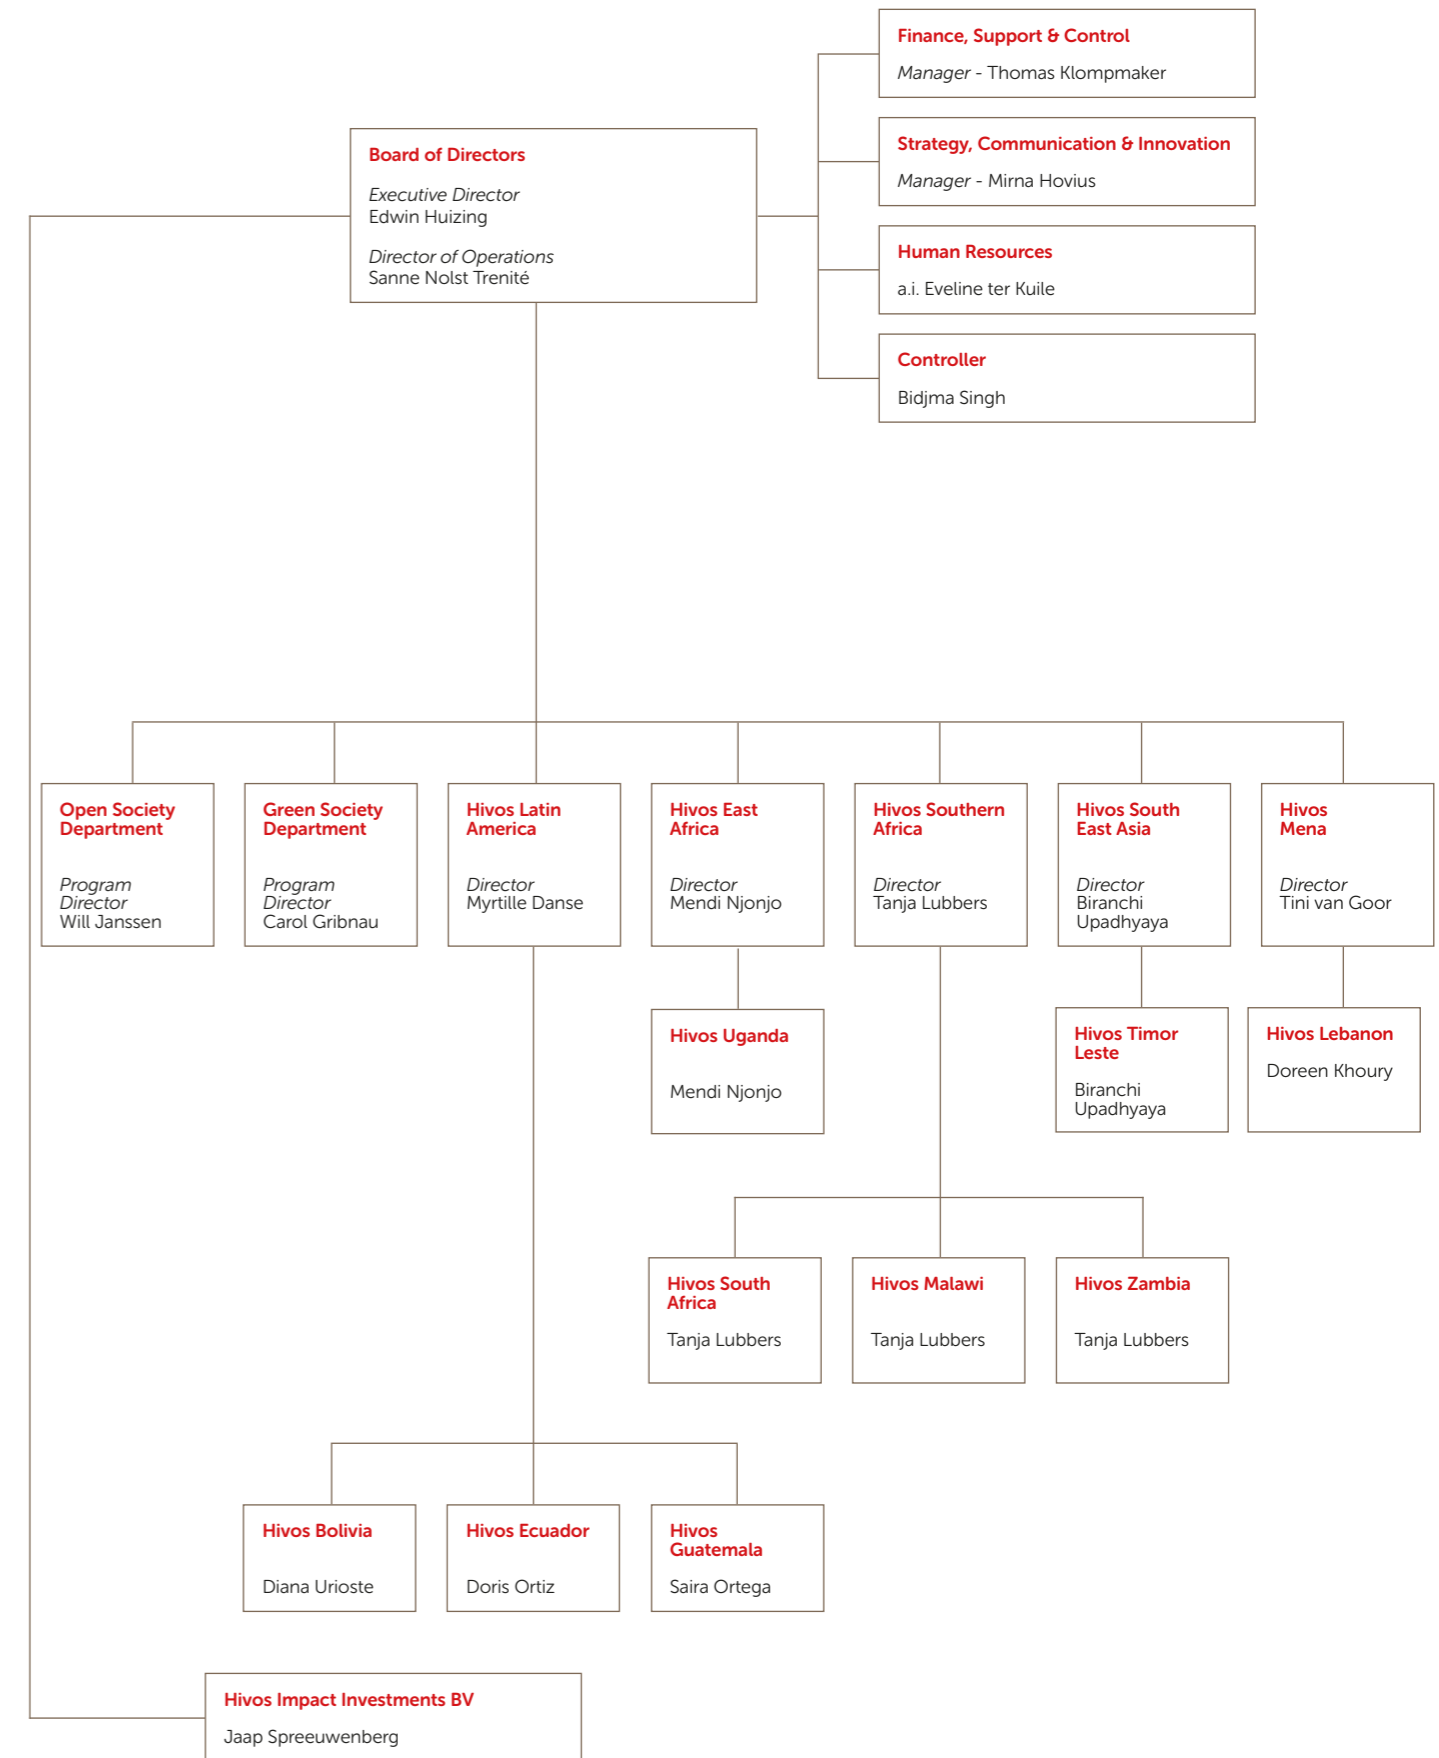 Finance, Support & Control
Manager - Thomas Klompmaker
Strategy, Communication & Innovation
Manager - Mirna Hovius
Board of Directors
Executive Director
Edwin Huizing
Director of Operations
Sanne Nolst Trenité
Human Resources
a.i. Eveline ter Kuile
Controller
Bidjma Singh
Open Society
Department
Program
Director
Will Janssen
Green Society
Department
Program
Director
Carol Gribnau
Hivos Latin
America
Director
Myrtille Danse
Hivos East
Africa
Director
Mendi Njonjo
Hivos Southern
Africa
Director
Tanja Lubbers
Hivos South
East Asia
Director
Biranchi
Upadhyaya
Hivos
Mena
Director
Tini van Goor
Hivos Uganda
Mendi Njonjo
Hivos Timor
Leste
Biranchi
Upadhyaya
Hivos Lebanon
Doreen Khoury
Hivos South
Africa
Tanja Lubbers
Hivos Malawi
Tanja Lubbers
Hivos Zambia
Tanja Lubbers
Hivos Bolivia
Diana Urioste
Hivos Ecuador
Doris Ortiz
Hivos
Guatemala
Saira Ortega
Hivos Impact Investments BV
Jaap Spreeuwenberg